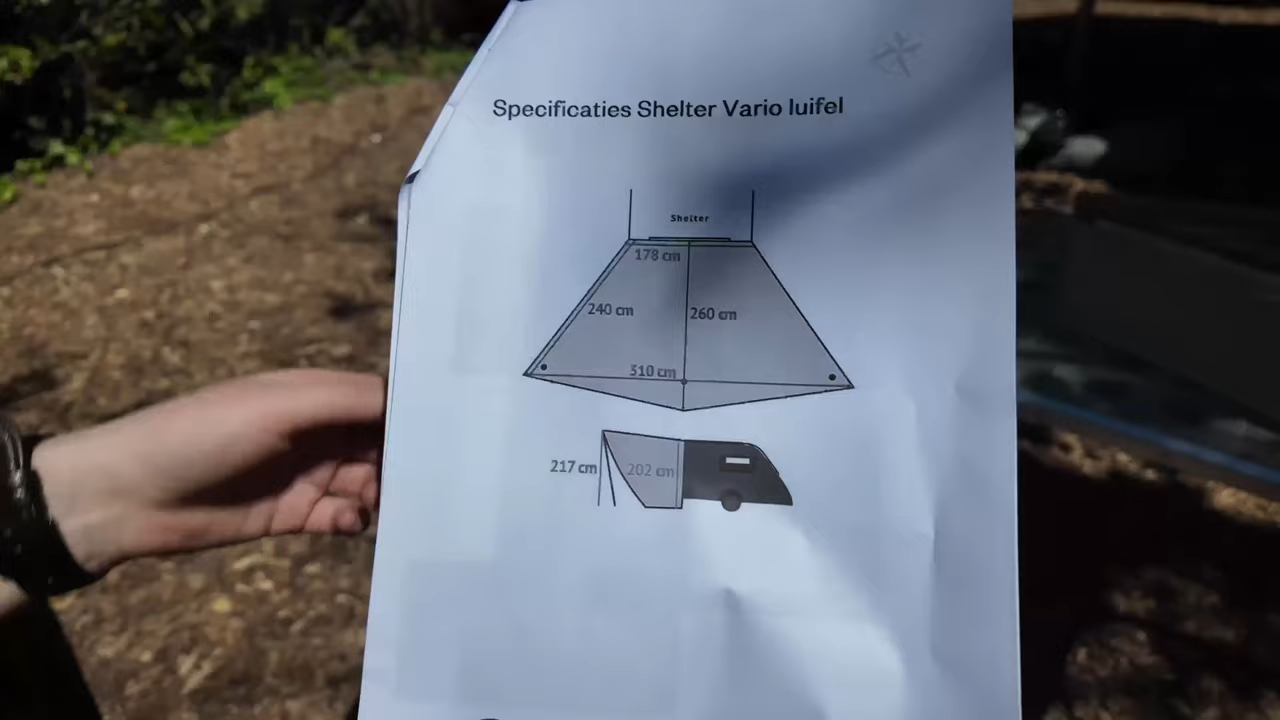 Specificaties Shelter Vario luifel
Shelter
178 cm
240 cm
260 cm
310 cm
217 cm
202 cm